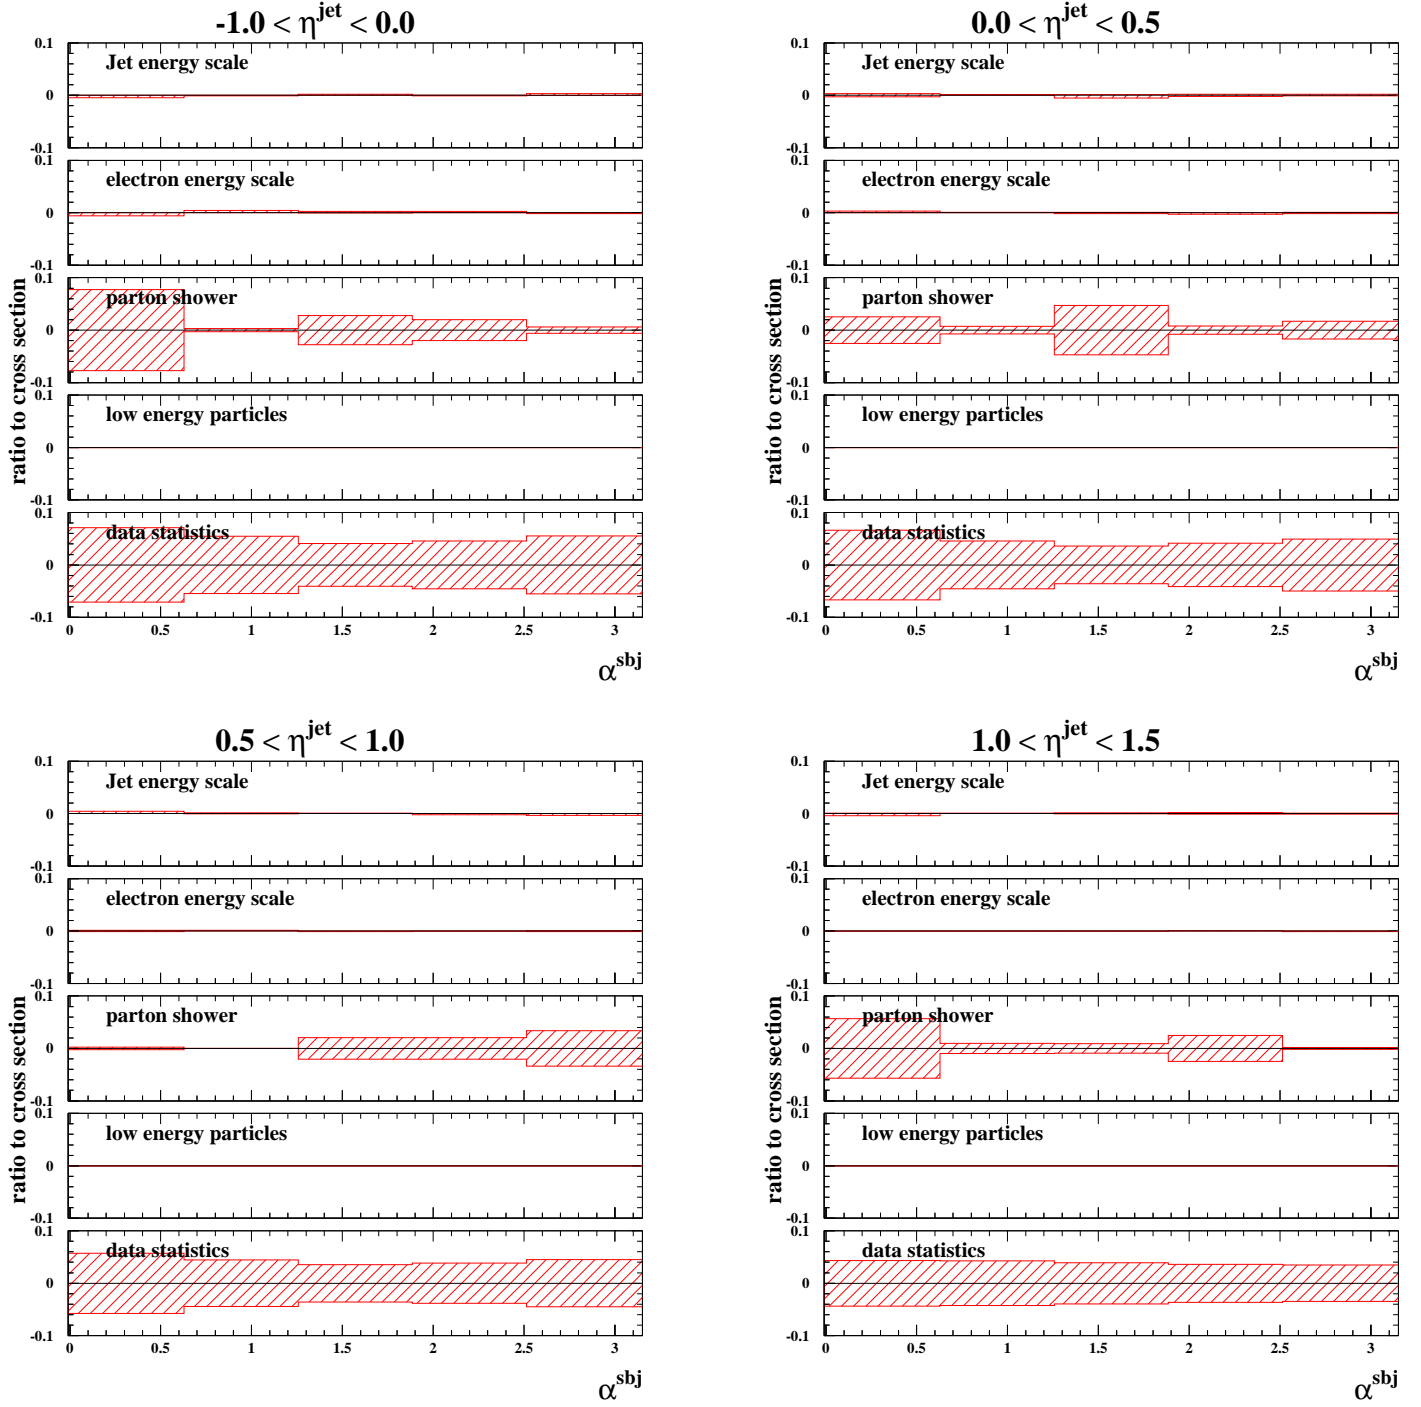 -1.0 < η^jet < 0.0
ratio to cross section
0.1
Jet energy scale
0
-0.1
0.1
electron energy scale
0
-0.1
0.1
parton shower
0
-0.1
0.1
low energy particles
0
-0.1
0.1
data statistics
0
-0.1
0 0.5 1 1.5 2 2.5 3
α^sbj
0.0 < η^jet < 0.5
ratio to cross section
0.1
Jet energy scale
0
-0.1
0.1
electron energy scale
0
-0.1
0.1
parton shower
0
-0.1
0.1
low energy particles
0
-0.1
0.1
data statistics
0
-0.1
0 0.5 1 1.5 2 2.5 3
α^sbj
0.5 < η^jet < 1.0
ratio to cross section
0.1
Jet energy scale
0
-0.1
0.1
electron energy scale
0
-0.1
0.1
parton shower
0
-0.1
0.1
low energy particles
0
-0.1
0.1
data statistics
0
-0.1
0 0.5 1 1.5 2 2.5 3
α^sbj
1.0 < η^jet < 1.5
ratio to cross section
0.1
Jet energy scale
0
-0.1
0.1
electron energy scale
0
-0.1
0.1
parton shower
0
-0.1
0.1
low energy particles
0
-0.1
0.1
data statistics
0
-0.1
0 0.5 1 1.5 2 2.5 3
α^sbj